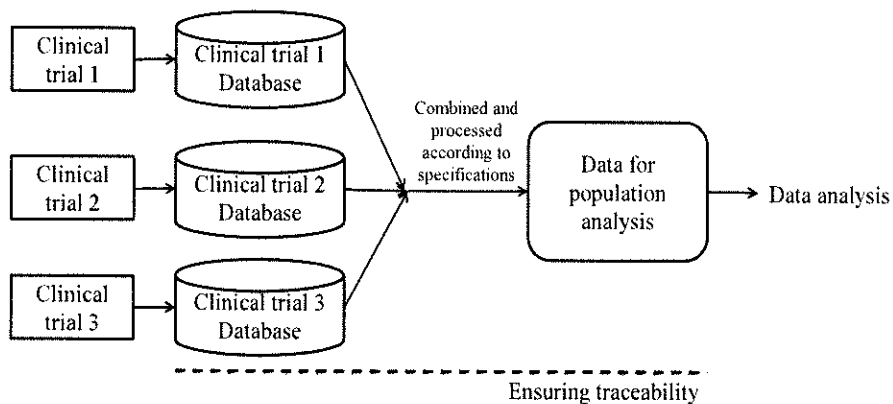 Clinical
trial 1
Clinical trial 1
Database
Combined and
processed
according to
specifications
Clinical
trial 2
Clinical trial 2
Database
Data for
population
analysis
Data analysis
Clinical
trial 3
Clinical trial 3
Database
Ensuring traceability